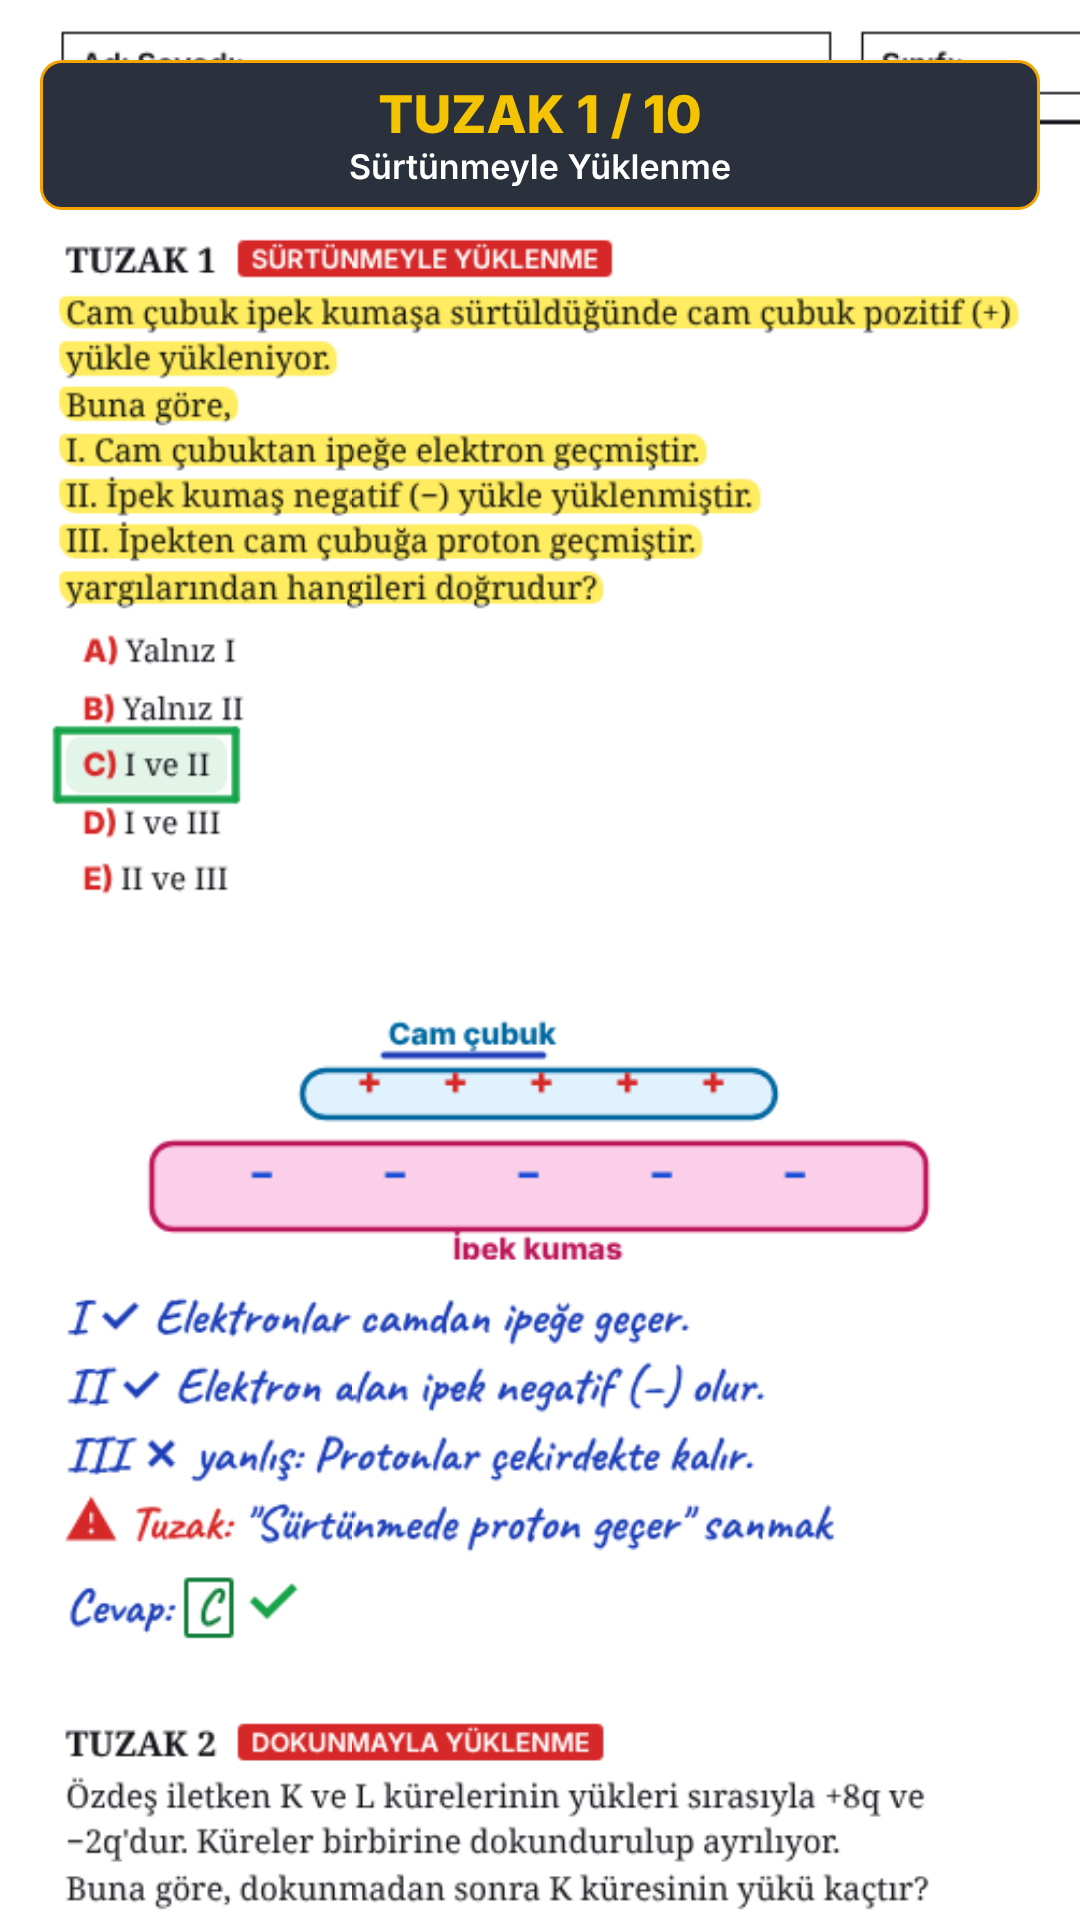 TUZAK 1 / 10
Sürtünmeyle Yüklenme
TUZAK 1 SÜRTÜNMEYLE YÜKLENME
Cam çubuk ipek kumaşa sürtüldüğünde cam çubuk pozitif (+)
yükle yükleniyor.
Buna göre,
I. Cam çubuktan ipeğe elektron geçmiştir.
II. İpek kumaş negatif (−) yükle yüklenmiştir.
III. İpekten cam çubuğa proton geçmiştir.
yargılarından hangileri doğrudur?
A) Yalnız I
B) Yalnız II
C) I ve II
D) I ve III
E) II ve III
Cam çubuk
+ + + + +
− − − − −
İpek kumaş
I ✓ Elektronlar camdan ipeğe geçer.
II ✓ Elektron alan ipek negatif (−) olur.
III ✕ yanlış: Protonlar çekirdekte kalır.
Tuzak: "Sürtünmede proton geçer" sanmak
Cevap: C ✓
TUZAK 2 DOKUNMAYLA YÜKLENME
Özdeş iletken K ve L kürelerinin yükleri sırasıyla +8q ve
−2q'dur. Küreler birbirine dokundurulup ayrılıyor.
Buna göre, dokunmadan sonra K küresinin yükü kaçtır?